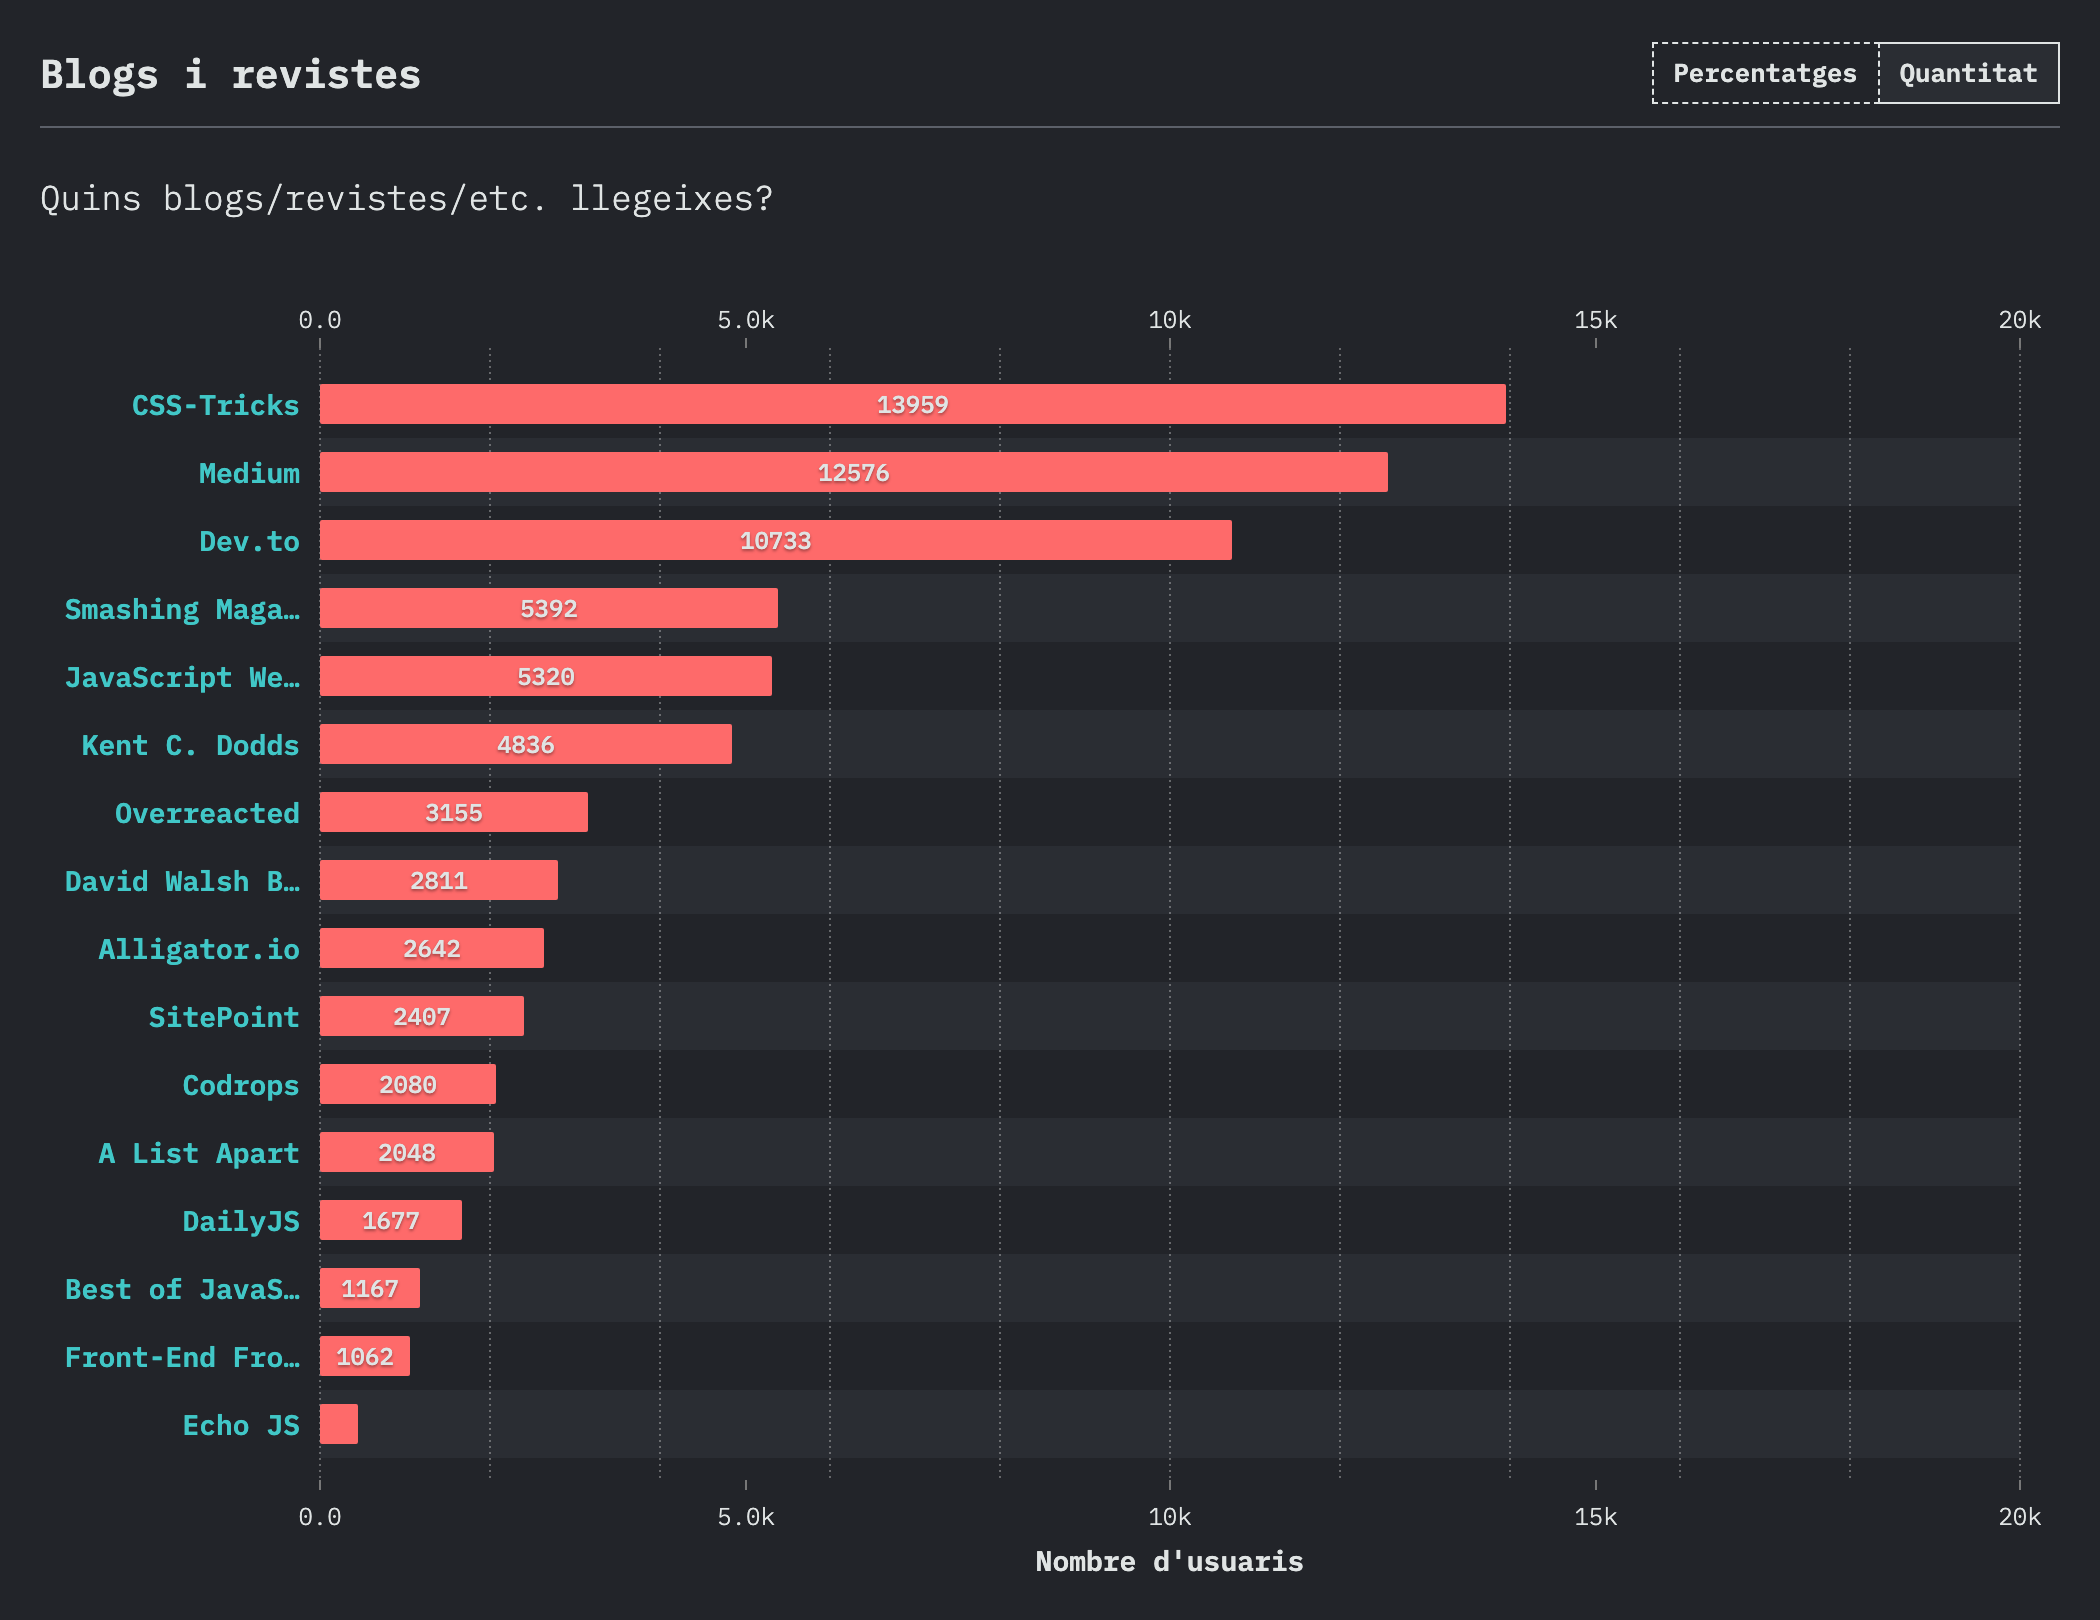 Blogs i revistes
Percentatges Quantitat
Quins blogs/revistes/etc. llegeixes?
0.0 5.0k 10k 15k 20k
CSS-Tricks 13959
Medium 12576
Dev.to 10733
Smashing Maga… 5392
JavaScript We… 5320
Kent C. Dodds 4836
Overreacted 3155
David Walsh B… 2811
Alligator.io 2642
SitePoint 2407
Codrops 2080
A List Apart 2048
DailyJS 1677
Best of JavaS… 1167
Front-End Fro… 1062
Echo JS
0.0 5.0k 10k 15k 20k
Nombre d'usuaris